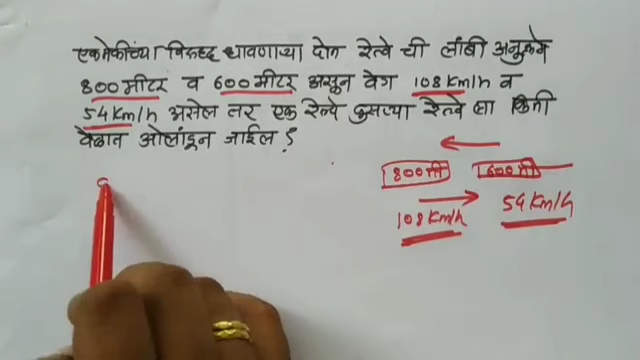 एकमेकींच्या विरुद्ध धावणाऱ्या दोन रेल्वे ची लांबी अनुक्रमे
800 मीटर व 600 मीटर असून वेग 108 Km/h व
54 Km/h असेल तर एक रेल्वे दुसऱ्या रेल्वे ला किती
वेळात ओलांडून जाईल ?
800 मी 600 मी
108 Km/h 54 Km/h